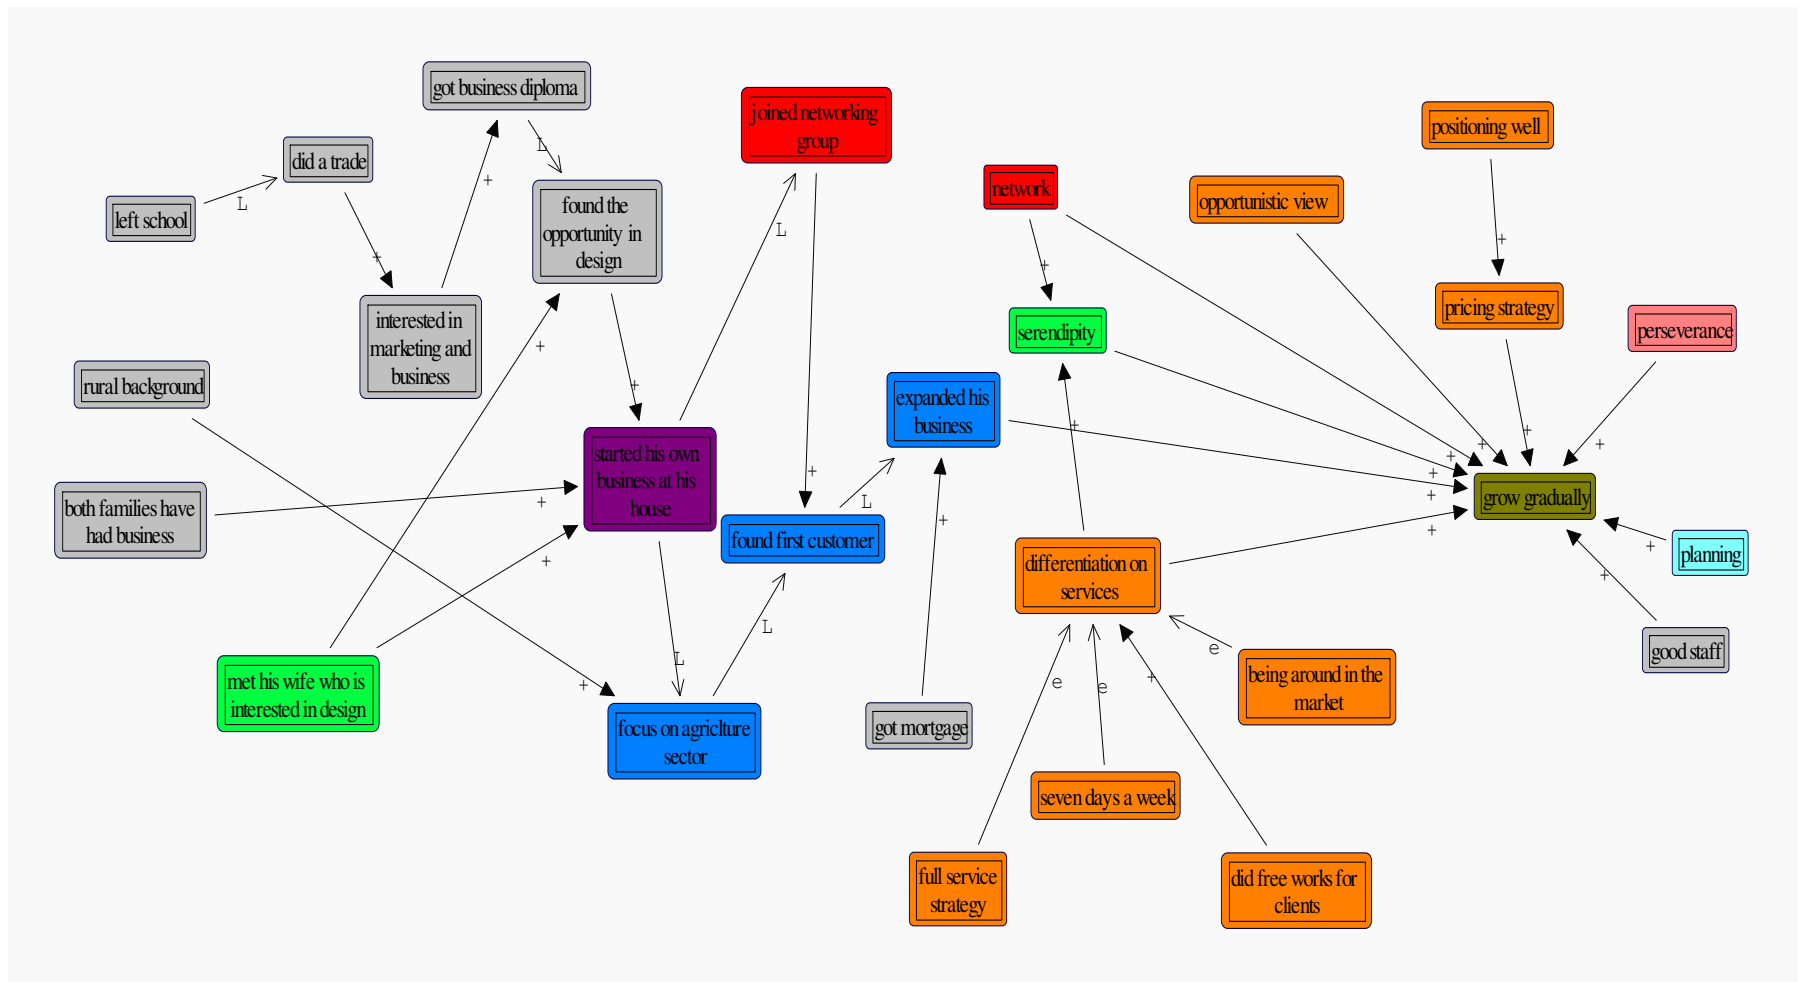 got business diploma
joined networking
group
positioning well
did a trade
network
opportunistic view
left school
found the
opportunity in
design
L
L
+
L
+
+
+
interested in
marketing and
business
serendipity
pricing strategy
perseverance
+
rural background
+
expanded his
business
+
started his own
business at his
house
+
+
+
+
+
+
+
grow gradually
both families have
had business
+
L
+
+
+
found first customer
planning
+
+
differentiation on
services
+
L
L
e
good staff
met his wife who is
interested in design
+
e
e
+
being around in the
market
focus on agriclture
sector
got mortgage
seven days a week
full service
strategy
did free works for
clients